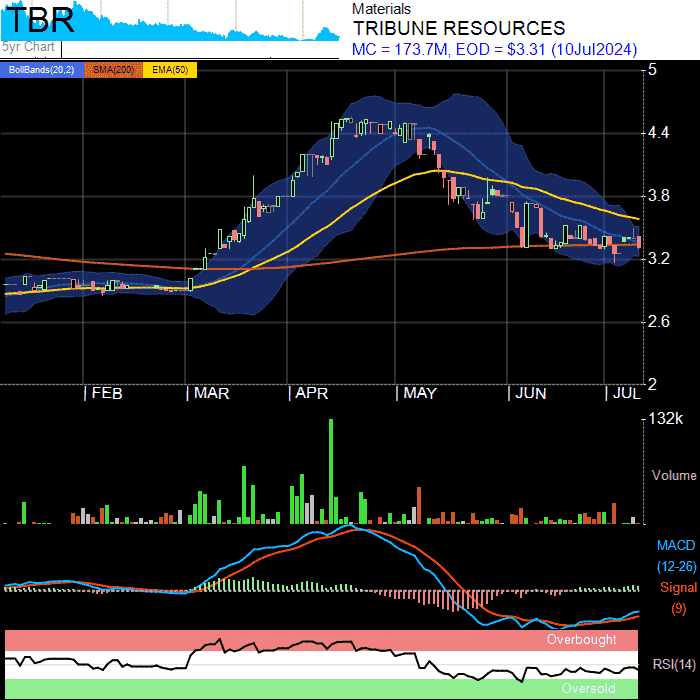 TBR
5yr Chart
Materials
TRIBUNE RESOURCES
MC = 173.7M, EOD = $3.31 (10Jul2024)
BollBands(20,2) SMA(200) EMA(50)
5
4.4
3.8
3.2
2.6
2
FEB MAR APR MAY JUN JUL
132k
Volume
MACD
(12-26)
Signal
(9)
Overbought
RSI(14)
Oversold